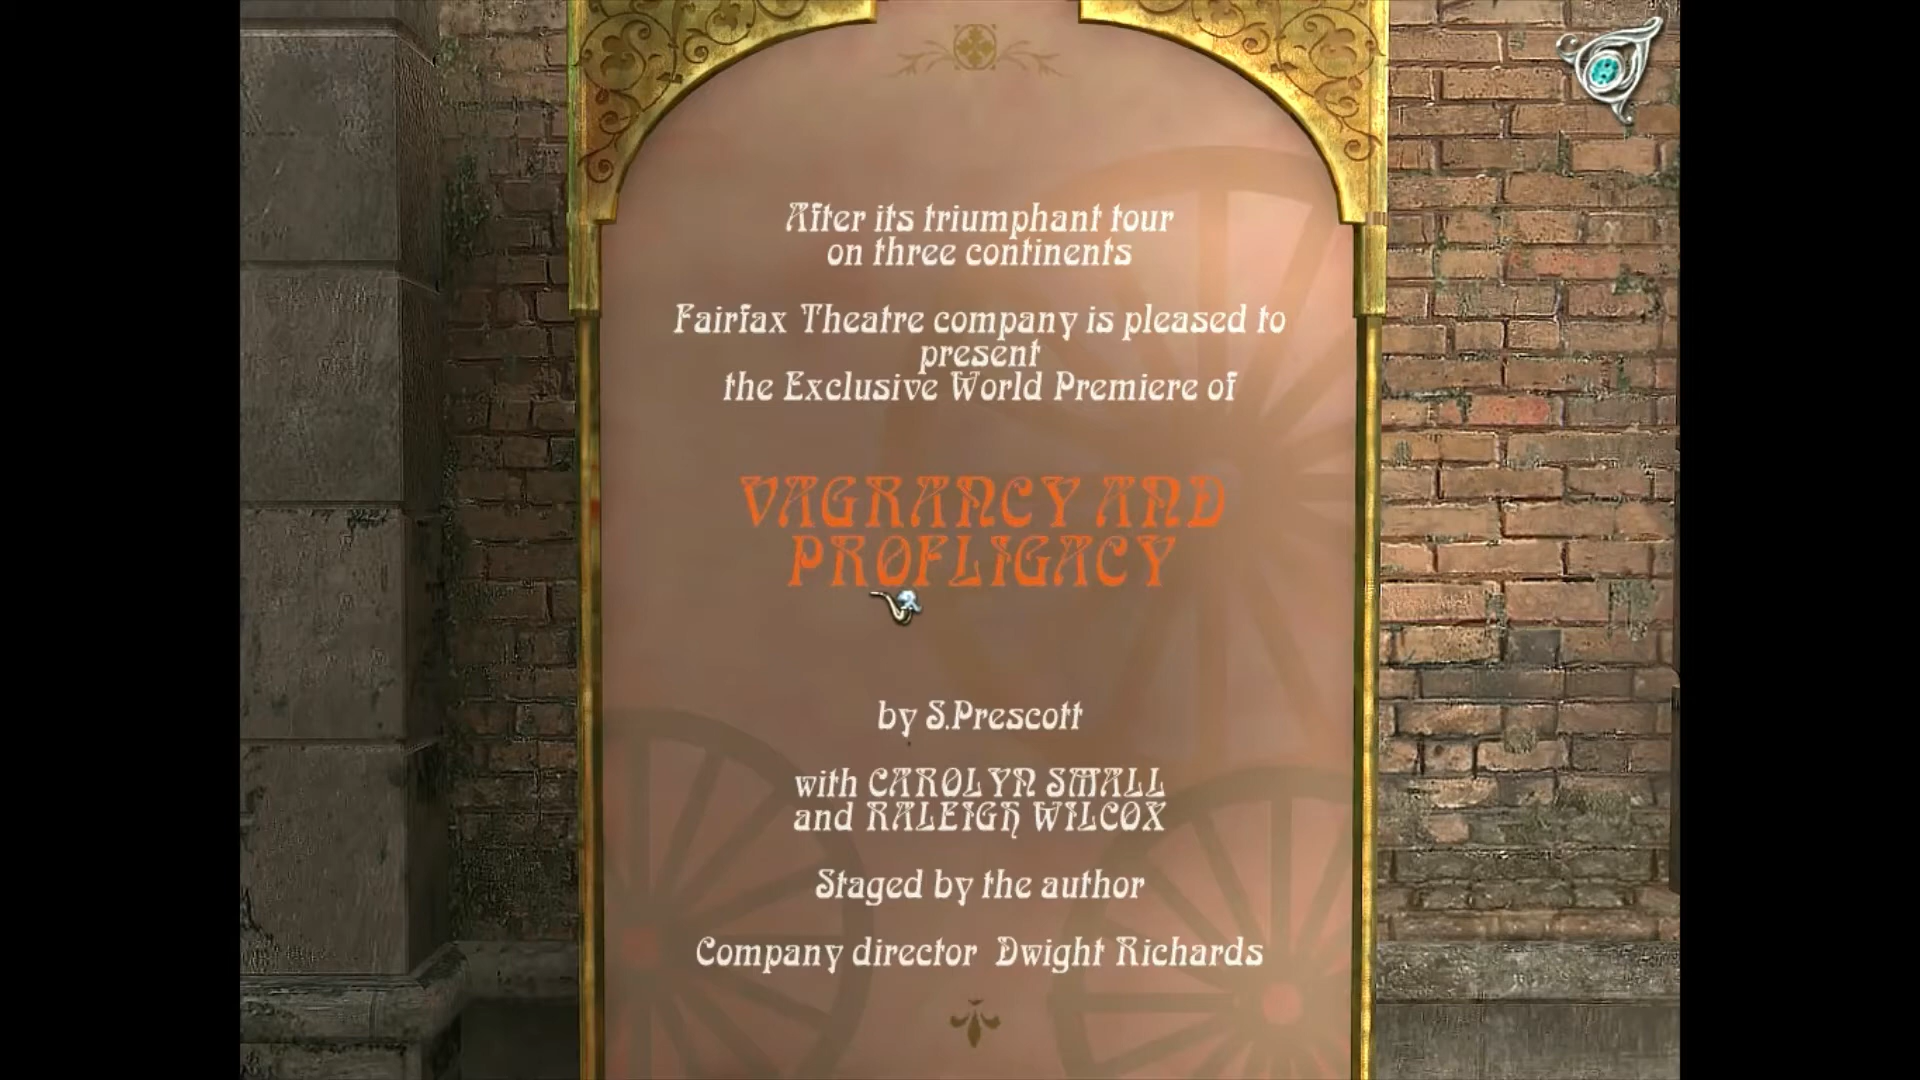 After its triumphant tour
on three continents
Fairfax Theatre company is pleased to
present
the Exclusive World Premiere of
VAGRANCY AND
PROFLIGACY
by S.Prescott
with CAROLYN SMALL
and RALEIGH WILCOX
Staged by the author
Company director Dwight Richards